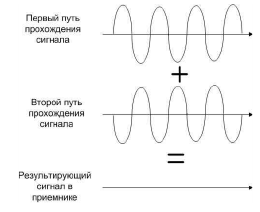 Первый путь
прохождения
сигнала
+
Второй путь
прохождения
сигнала
=
Результирующий
сигнал в
приемнике